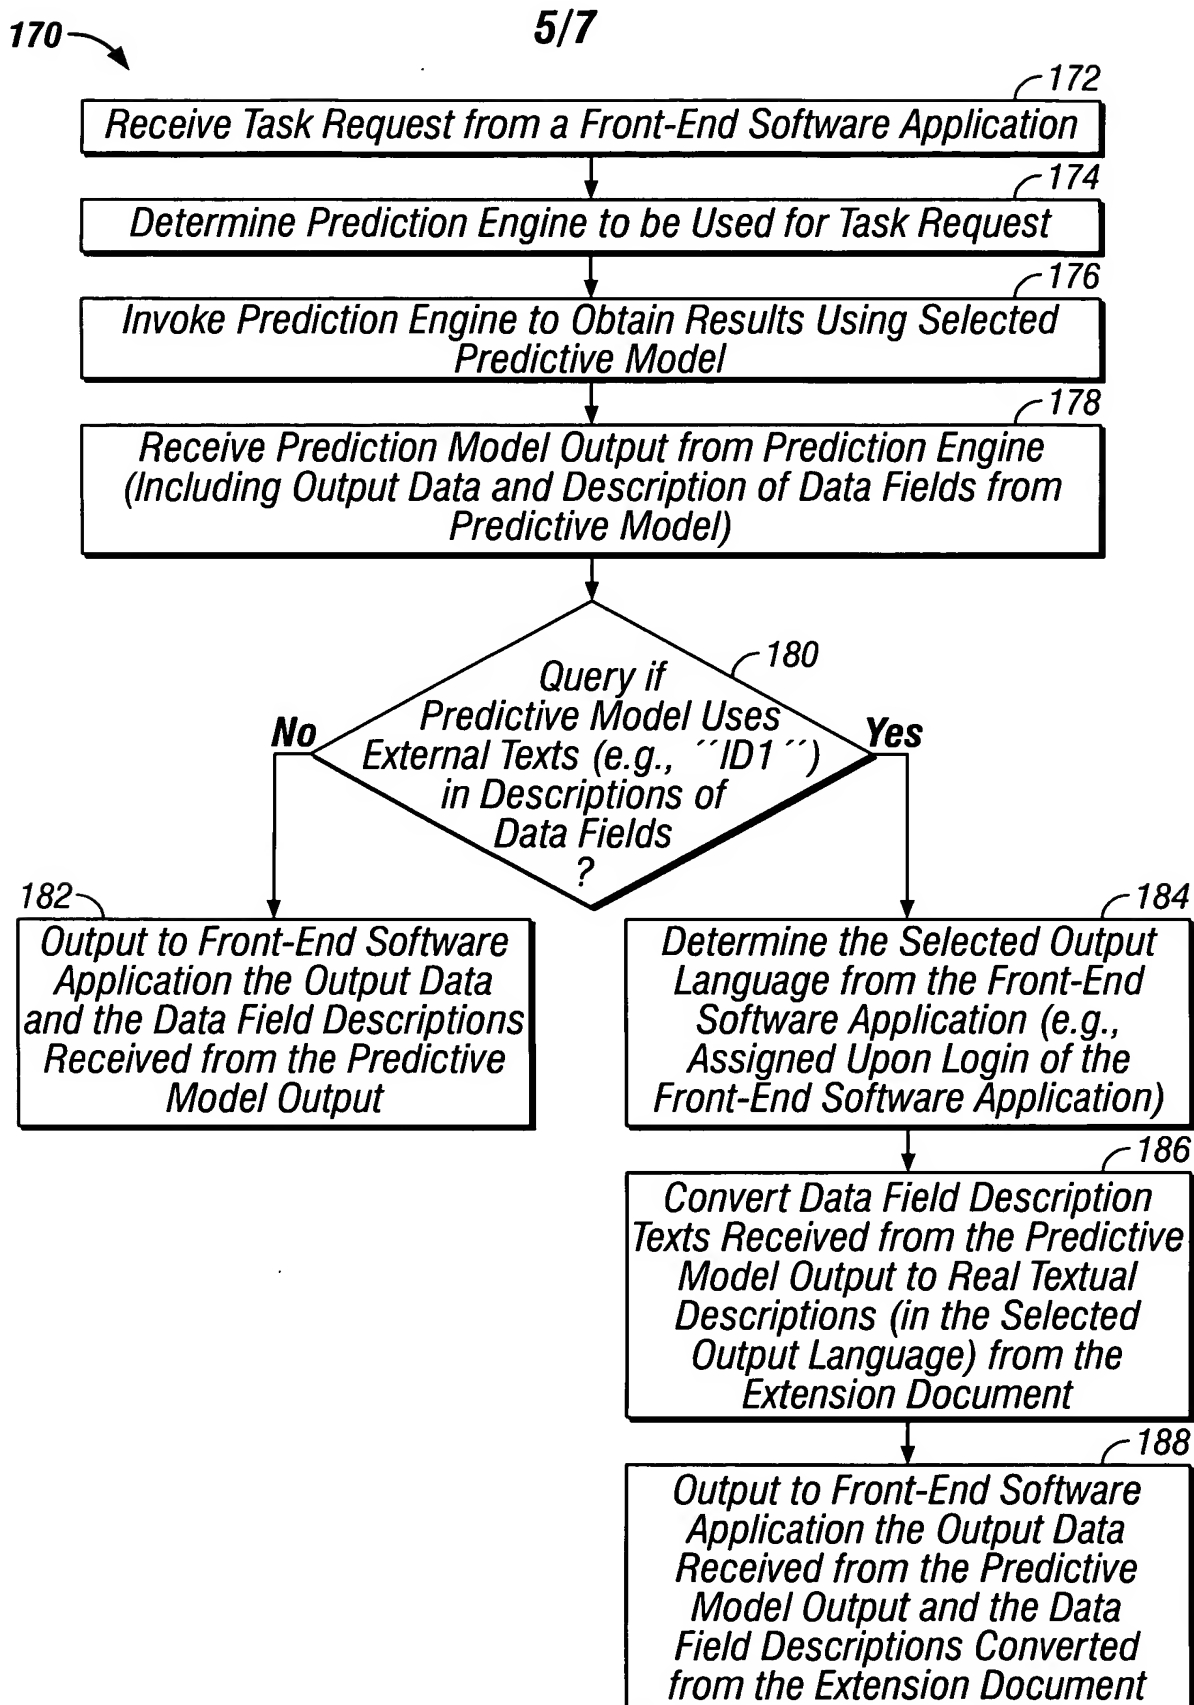 5/7
170
172
Receive Task Request from a Front-End Software Application
174
Determine Prediction Engine to be Used for Task Request
176
Invoke Prediction Engine to Obtain Results Using Selected
Predictive Model
178
Receive Prediction Model Output from Prediction Engine
(Including Output Data and Description of Data Fields from
Predictive Model)
180
Query if
Predictive Model Uses
External Texts (e.g., ´´ID1 ´´)
in Descriptions of
Data Fields
?
No
Yes
182
Output to Front-End Software
Application the Output Data
and the Data Field Descriptions
Received from the Predictive
Model Output
184
Determine the Selected Output
Language from the Front-End
Software Application (e.g.,
Assigned Upon Login of the
Front-End Software Application)
186
Convert Data Field Description
Texts Received from the Predictive
Model Output to Real Textual
Descriptions (in the Selected
Output Language) from the
Extension Document
188
Output to Front-End Software
Application the Output Data
Received from the Predictive
Model Output and the Data
Field Descriptions Converted
from the Extension Document